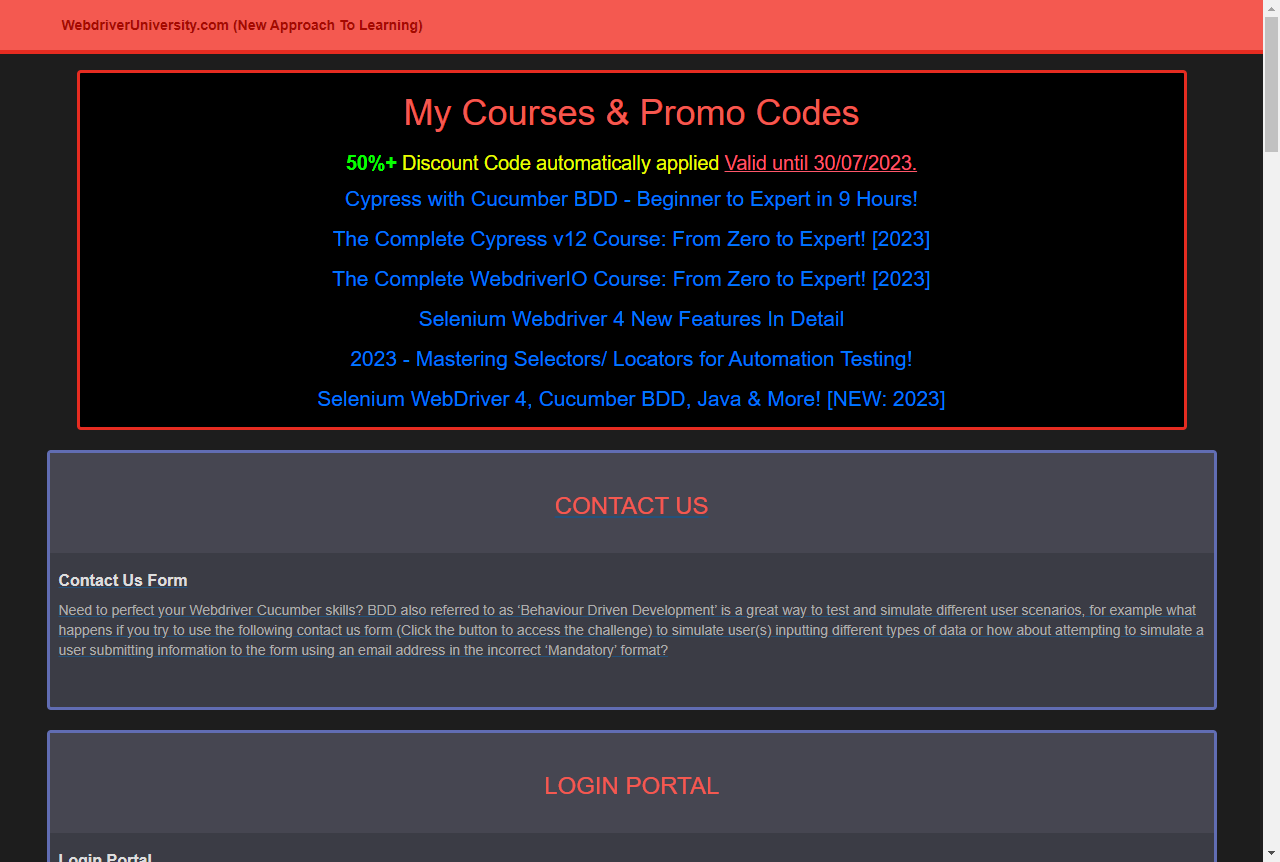 WebdriverUniversity.com (New Approach To Learning)
My Courses & Promo Codes
50%+ Discount Code automatically applied Valid until 30/07/2023.
Cypress with Cucumber BDD - Beginner to Expert in 9 Hours!
The Complete Cypress v12 Course: From Zero to Expert! [2023]
The Complete WebdriverIO Course: From Zero to Expert! [2023]
Selenium Webdriver 4 New Features In Detail
2023 - Mastering Selectors/ Locators for Automation Testing!
Selenium WebDriver 4, Cucumber BDD, Java & More! [NEW: 2023]
CONTACT US
Contact Us Form
Need to perfect your Webdriver Cucumber skills? BDD also referred to as ‘Behaviour Driven Development’ is a great way to test and simulate different user scenarios, for example what
happens if you try to use the following contact us form (Click the button to access the challenge) to simulate user(s) inputting different types of data or how about attempting to simulate a
user submitting information to the form using an email address in the incorrect ‘Mandatory’ format?
LOGIN PORTAL
Login Portal